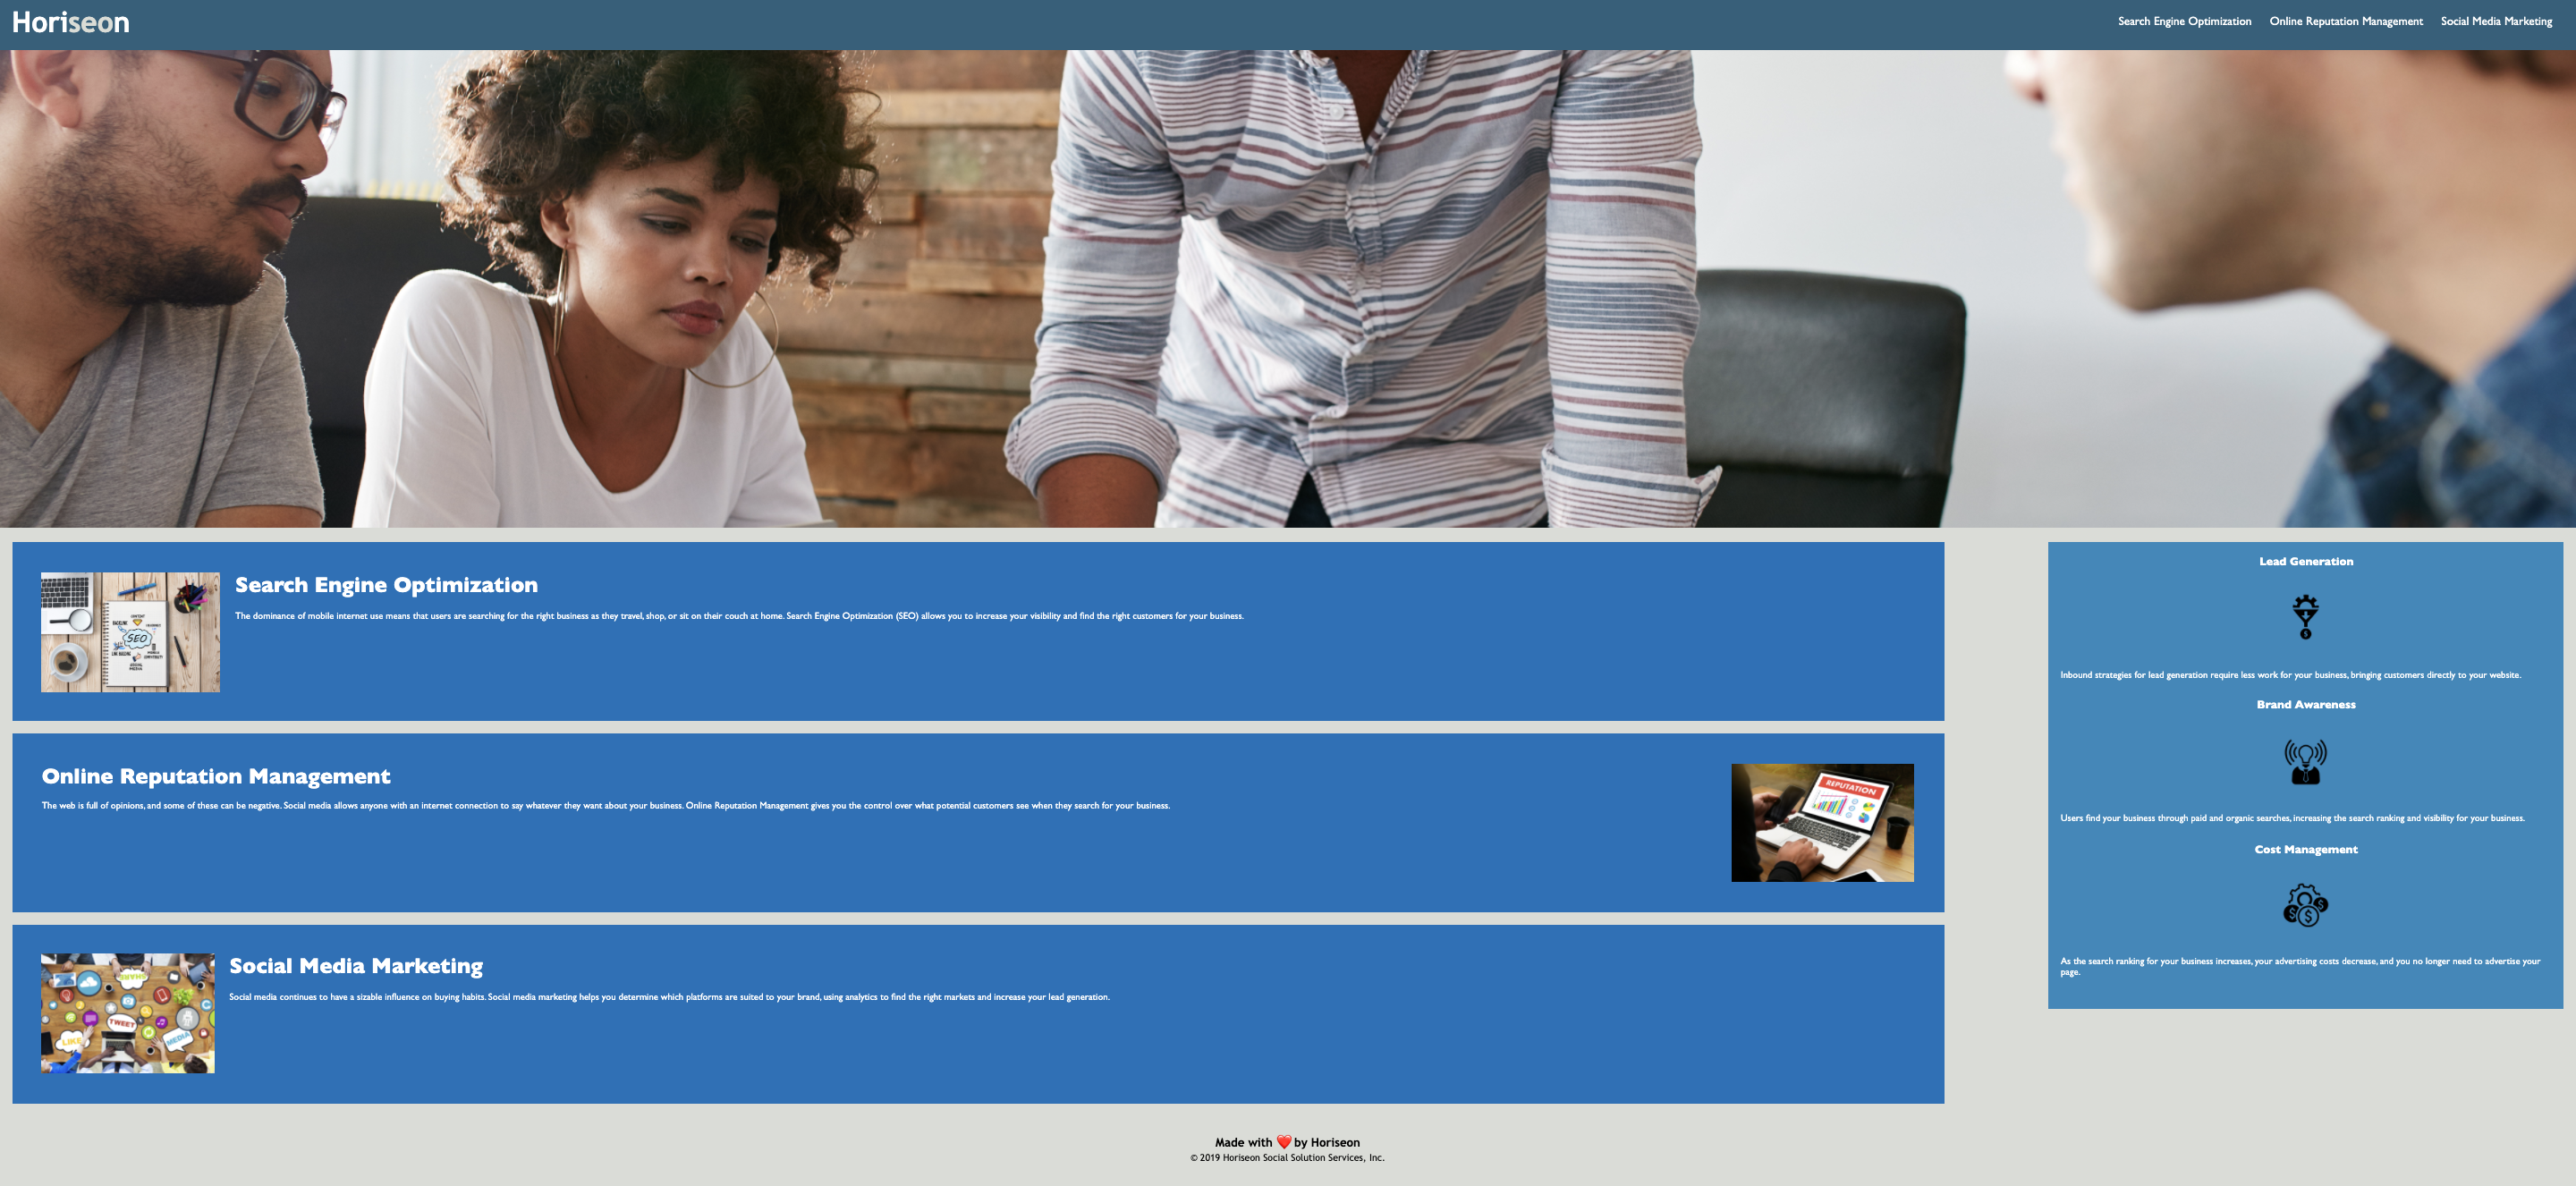 Horiseon
Search Engine Optimization
Online Reputation Management
Social Media Marketing
Search Engine Optimization
The dominance of mobile internet use means that users are searching for the right business as they travel, shop, or sit on their couch at home. Search Engine Optimization (SEO) allows you to increase your visibility and find the right customers for your business.
SEO
Online Reputation Management
The web is full of opinions, and some of these can be negative. Social media allows anyone with an internet connection to say whatever they want about your business. Online Reputation Management gives you the control over what potential customers see when they search for your business.
REPUTATION
Social Media Marketing
Social media continues to have a sizable influence on buying habits. Social media marketing helps you determine which platforms are suited to your brand, using analytics to find the right markets and increase your lead generation.
SHARE
TWEET
LIKE
MEDIA
Lead Generation
Inbound strategies for lead generation require less work for your business, bringing customers directly to your website.
Brand Awareness
Users find your business through paid and organic searches, increasing the search ranking and visibility for your business.
Cost Management
As the search ranking for your business increases, your advertising costs decrease, and you no longer need to advertise your
page.
Made with ❤️ by Horiseon
© 2019 Horiseon Social Solution Services, Inc.